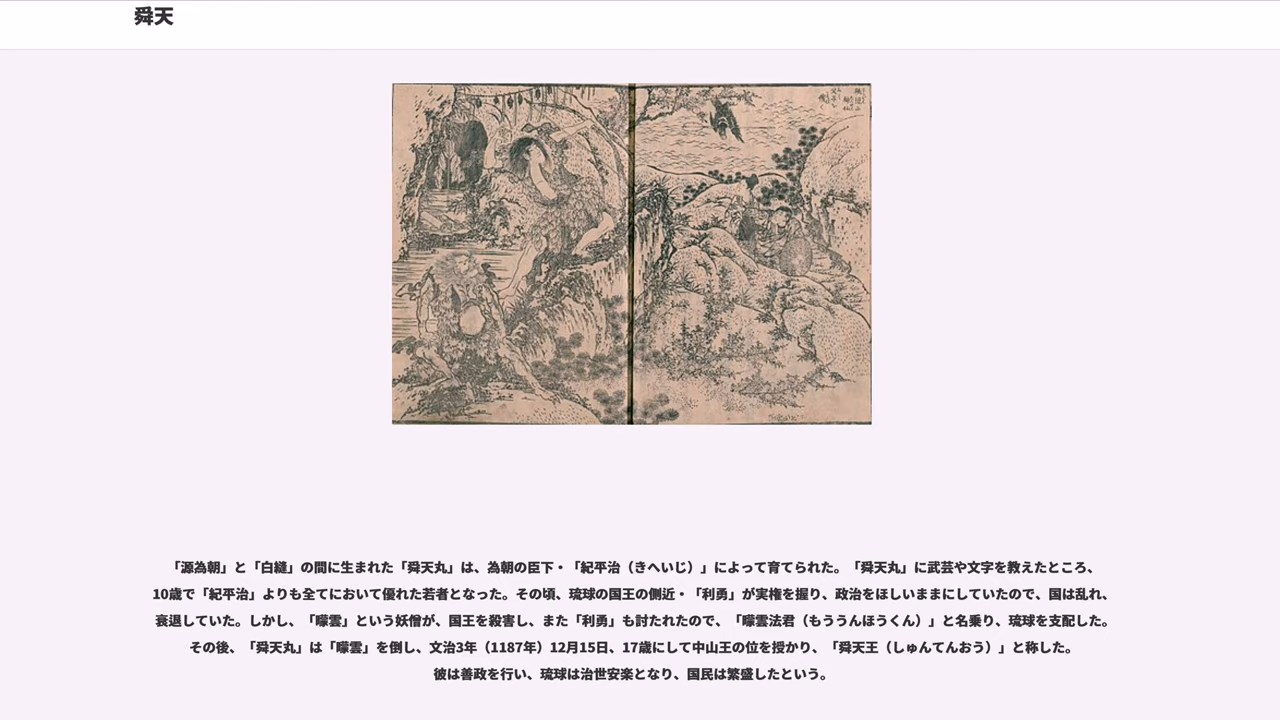 舜天
「源為朝」と「白縫」の間に生まれた「舜天丸」は、為朝の臣下・「紀平治（きへいじ）」によって育てられた。「舜天丸」に武芸や文字を教えたところ、
10歳で「紀平治」よりも全てにおいて優れた若者となった。その頃、琉球の国王の側近・「利勇」が実権を握り、政治をほしいままにしていたので、国は乱れ、
衰退していた。しかし、「曚雲」という妖僧が、国王を殺害し、また「利勇」も討たれたので、「曚雲法君（もううんほうくん）」と名乗り、琉球を支配した。
その後、「舜天丸」は「曚雲」を倒し、文治3年（1187年）12月15日、17歳にして中山王の位を授かり、「舜天王（しゅんてんおう）」と称した。
彼は善政を行い、琉球は治世安楽となり、国民は繁盛したという。